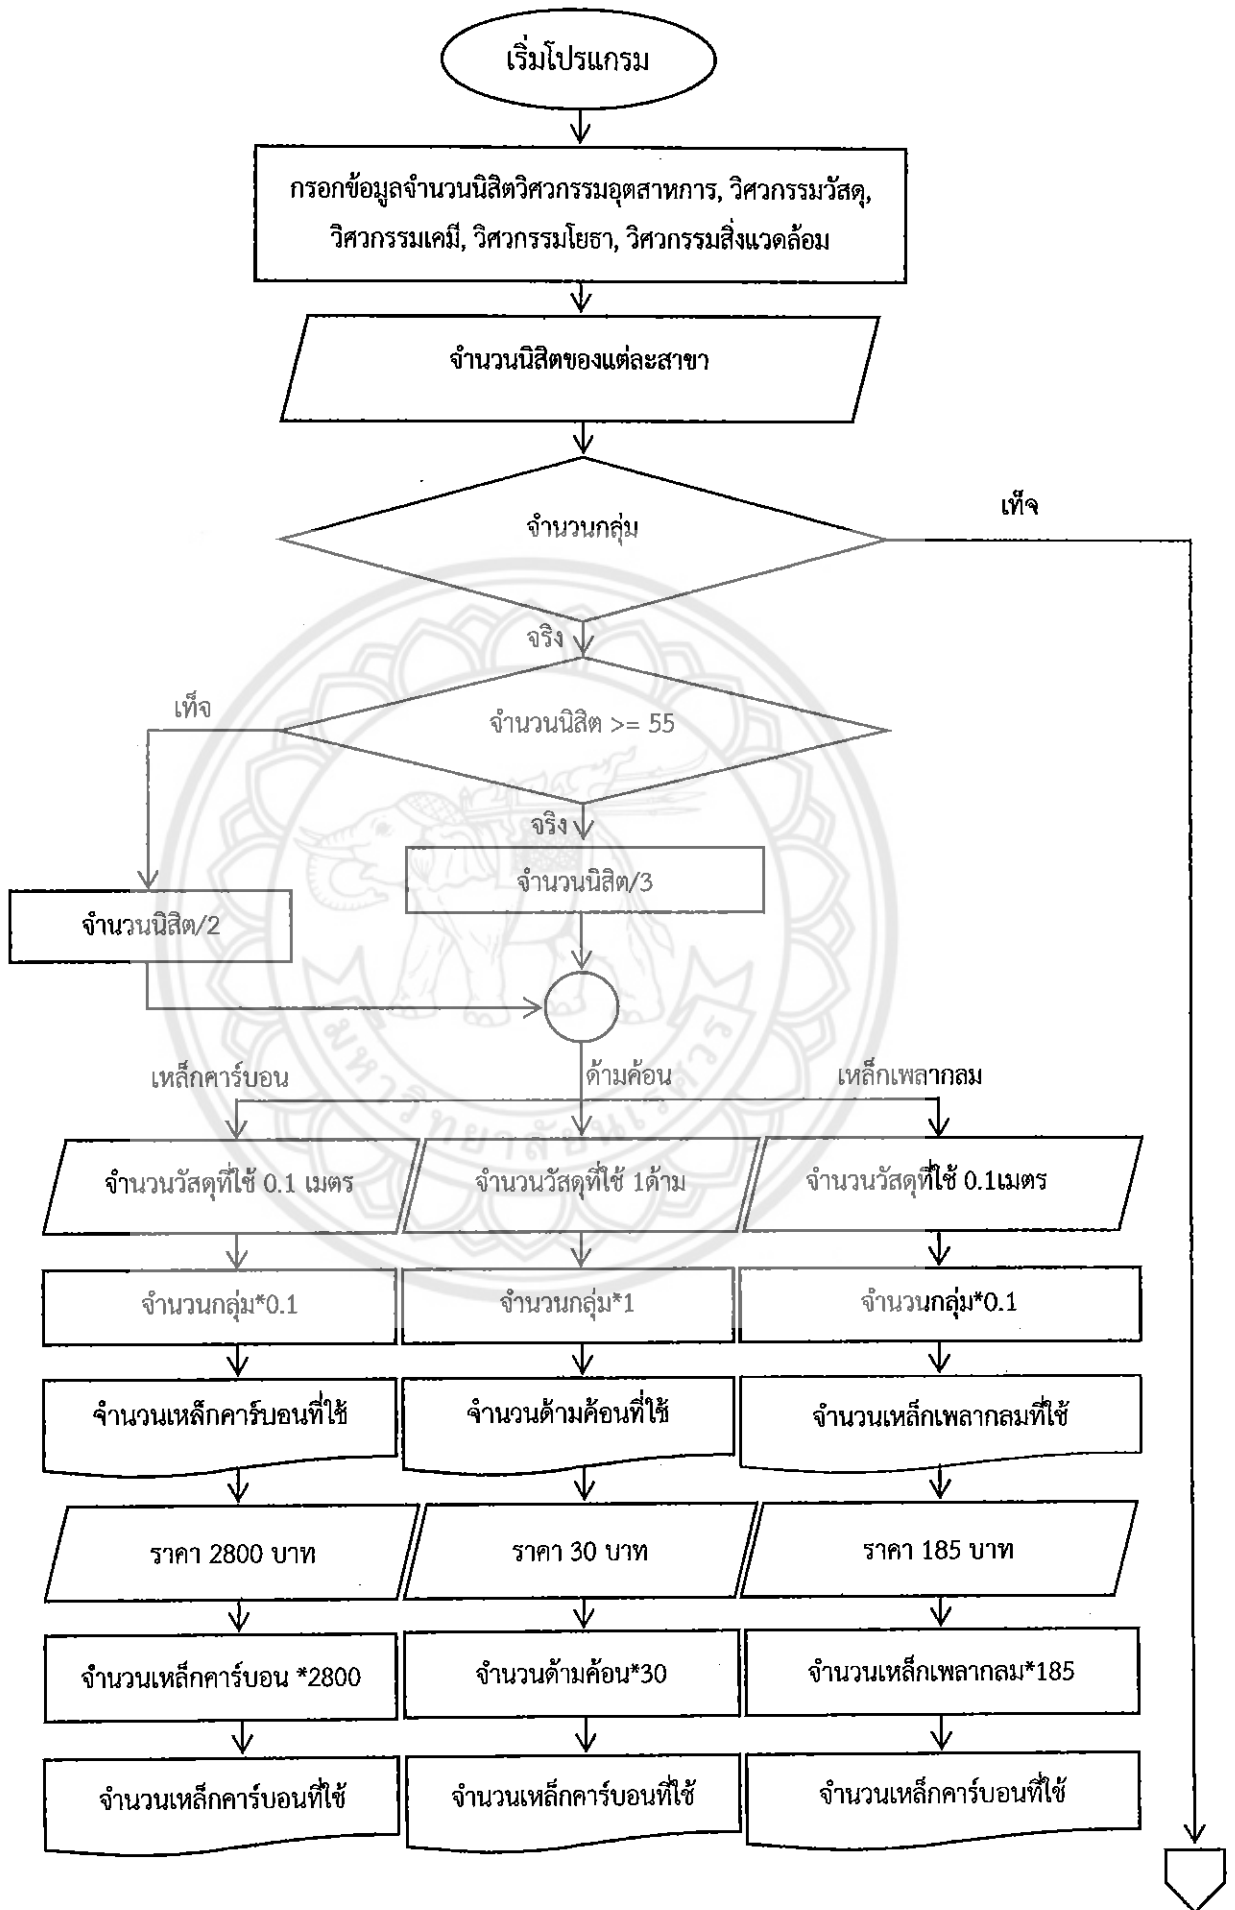 เริ่มโปรแกรม
กรอกข้อมูลจำนวนนิสิตวิศวกรรมอุตสาหการ, วิศวกรรมวัสดุ,
วิศวกรรมเคมี, วิศวกรรมโยธา, วิศวกรรมสิ่งแวดล้อม
จำนวนนิสิตของแต่ละสาขา
เท็จ
จำนวนกลุ่ม
จริง
เท็จ
จำนวนนิสิต >= 55
จริง
จำนวนนิสิต/3
จำนวนนิสิต/2
มหาวิทยาลัยนเรศวร
เหล็กคาร์บอน
ด้ามค้อน
เหล็กเพลากลม
จำนวนวัสดุที่ใช้ 0.1 เมตร
จำนวนวัสดุที่ใช้ 1ด้าม
จำนวนวัสดุที่ใช้ 0.1เมตร
จำนวนกลุ่ม*0.1
จำนวนกลุ่ม*1
จำนวนกลุ่ม*0.1
จำนวนเหล็กคาร์บอนที่ใช้
จำนวนด้ามค้อนที่ใช้
จำนวนเหล็กเพลากลมที่ใช้
ราคา 2800 บาท
ราคา 30 บาท
ราคา 185 บาท
จำนวนเหล็กคาร์บอน *2800
จำนวนด้ามค้อน*30
จำนวนเหล็กเพลากลม*185
จำนวนเหล็กคาร์บอนที่ใช้
จำนวนเหล็กคาร์บอนที่ใช้
จำนวนเหล็กคาร์บอนที่ใช้